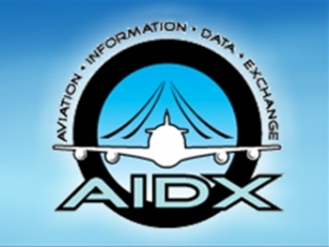 AVIATION • INFORMATION • DATA • EXCHANGE
AIDX